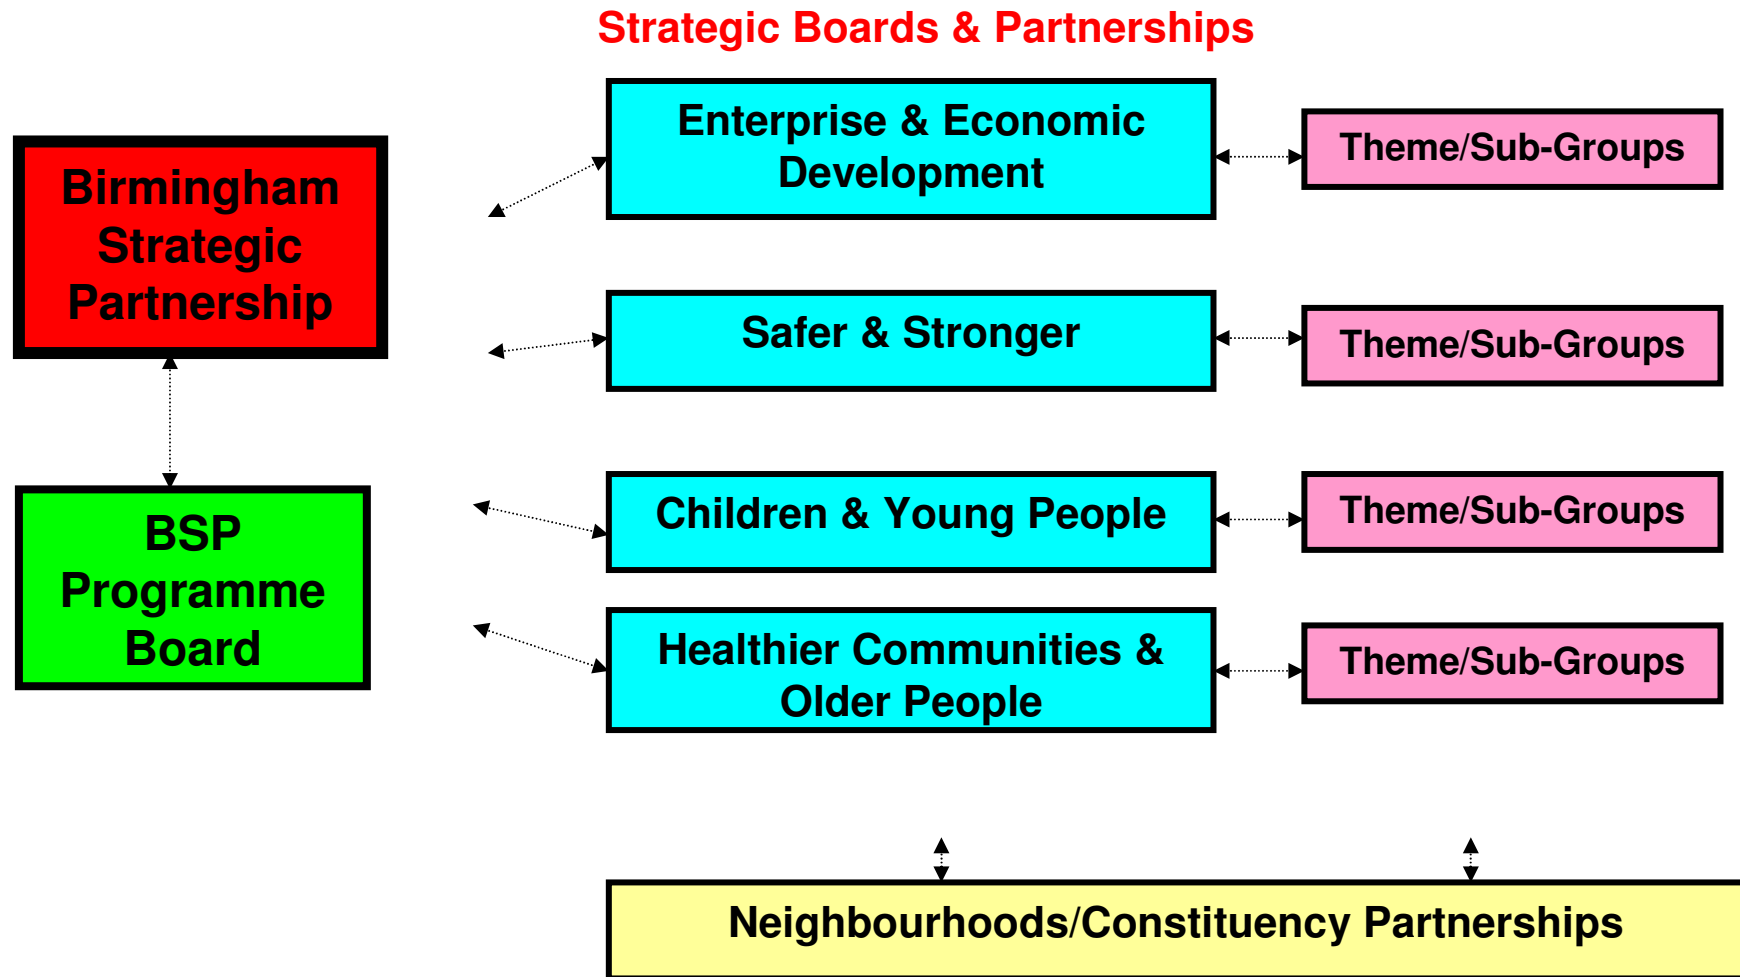 Strategic Boards & Partnerships
Birmingham
Strategic
Partnership
BSP
Programme
Board
Enterprise & Economic
Development
Theme/Sub-Groups
Safer & Stronger
Theme/Sub-Groups
Children & Young People
Theme/Sub-Groups
Healthier Communities &
Older People
Theme/Sub-Groups
Neighbourhoods/Constituency Partnerships